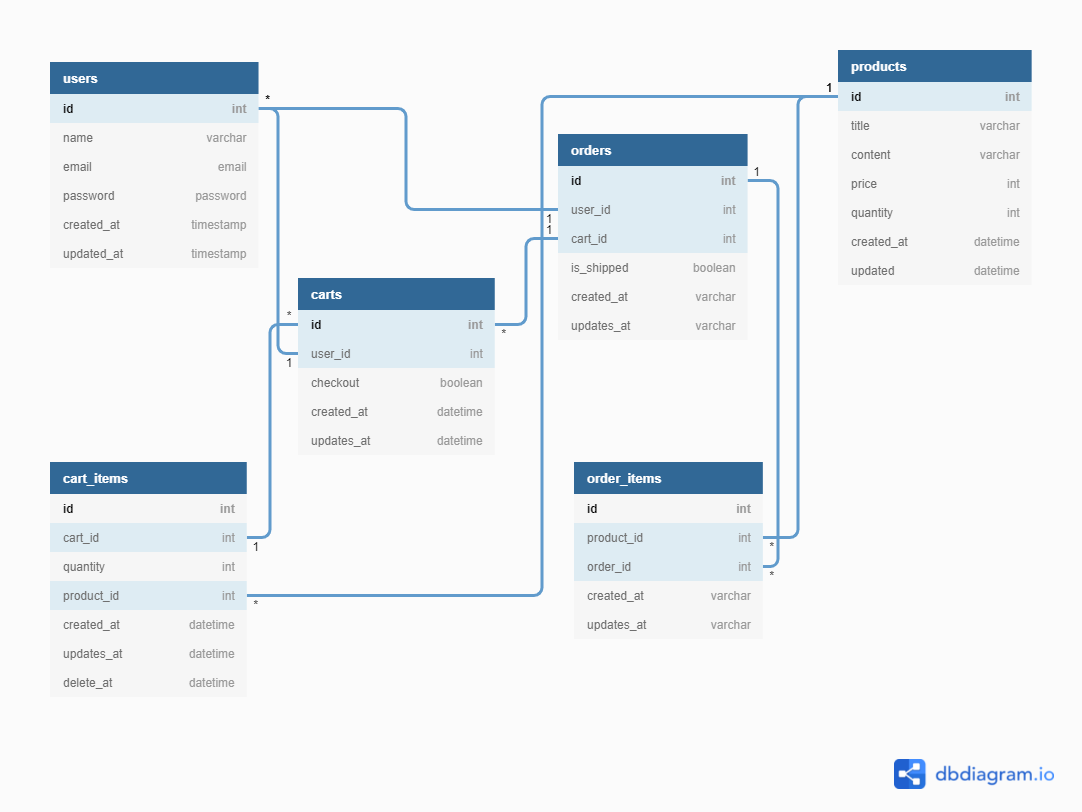 users
id int
name varchar
email email
password password
created_at timestamp
updated_at timestamp
*
1
products
id int
title varchar
content varchar
price int
quantity int
created_at datetime
updated datetime
1
orders
id int
user_id int
cart_id int
is_shipped boolean
created_at varchar
updates_at varchar
1
1
1
carts
id int
user_id int
checkout boolean
created_at datetime
updates_at datetime
*
*
cart_items
id int
cart_id int
quantity int
product_id int
created_at datetime
updates_at datetime
delete_at datetime
1
*
order_items
id int
product_id int
order_id int
created_at varchar
updates_at varchar
*
*
dbdiagram.io